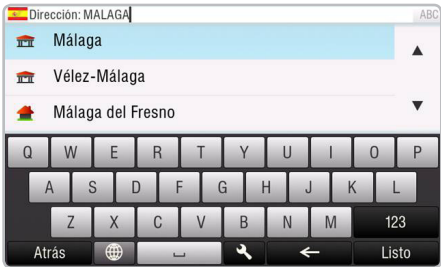 Dirección: MALAGA ABC
Málaga
Vélez-Málaga
Málaga del Fresno
Q W E R T Y U I O P
A S D F G H J K L
Z X C V B N M 123
Atrás Listo